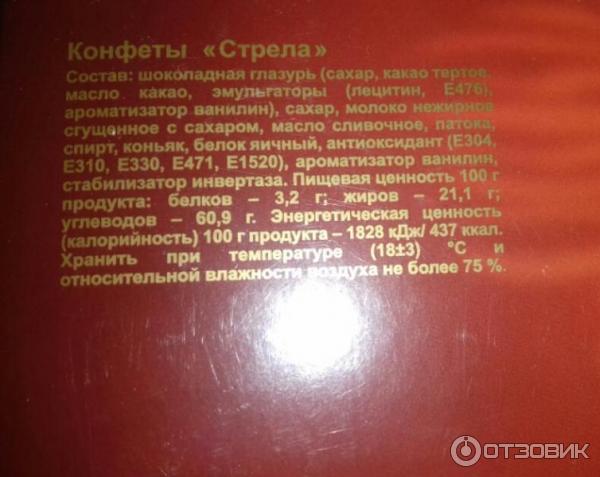 Конфеты «Стрела»
Состав: шоколадная глазурь (сахар, какао тертое,
масло какао, эмульгаторы (лецитин, Е476),
ароматизатор ванилин), сахар, молоко нежирное
сгущенное с сахаром, масло сливочное, патока,
спирт, коньяк, белок яичный, антиоксидант (Е304,
Е310, Е330, Е471, Е1520), ароматизатор ванилин,
стабилизатор инвертаза. Пищевая ценность 100 г
продукта: белков – 3,2 г; жиров – 21,1 г;
углеводов – 60,9 г. Энергетическая ценность
(калорийность) 100 г продукта – 1828 кДж/ 437 ккал.
Хранить при температуре (18±3) °С и
относительной влажности воздуха не более 75 %.
ОТЗОВИК